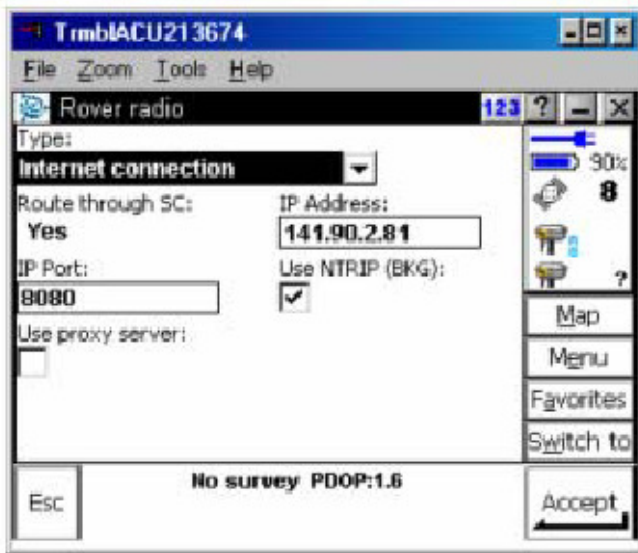 TrmblACU213674
File Zoom Tools Help
Rover radio 123 ?
Type:
Internet connection
90%
Route through SC: IP Address:
8
Yes 141.90.2.81
IP Port: Use NTRIP (BKG):
8080
?
Use proxy server:
Map
Menu
Favorites
Switch to
Esc No survey PDOP:1.6 Accept